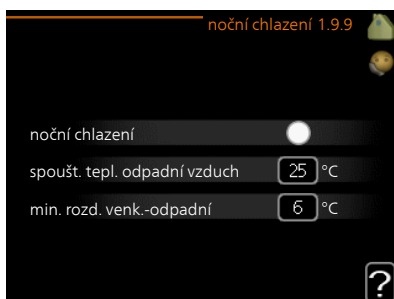 noční chlazení 1.9.9
noční chlazení
spoušt. tepl. odpadní vzduch 25 °C
min. rozd. venk.-odpadní 6 °C
?